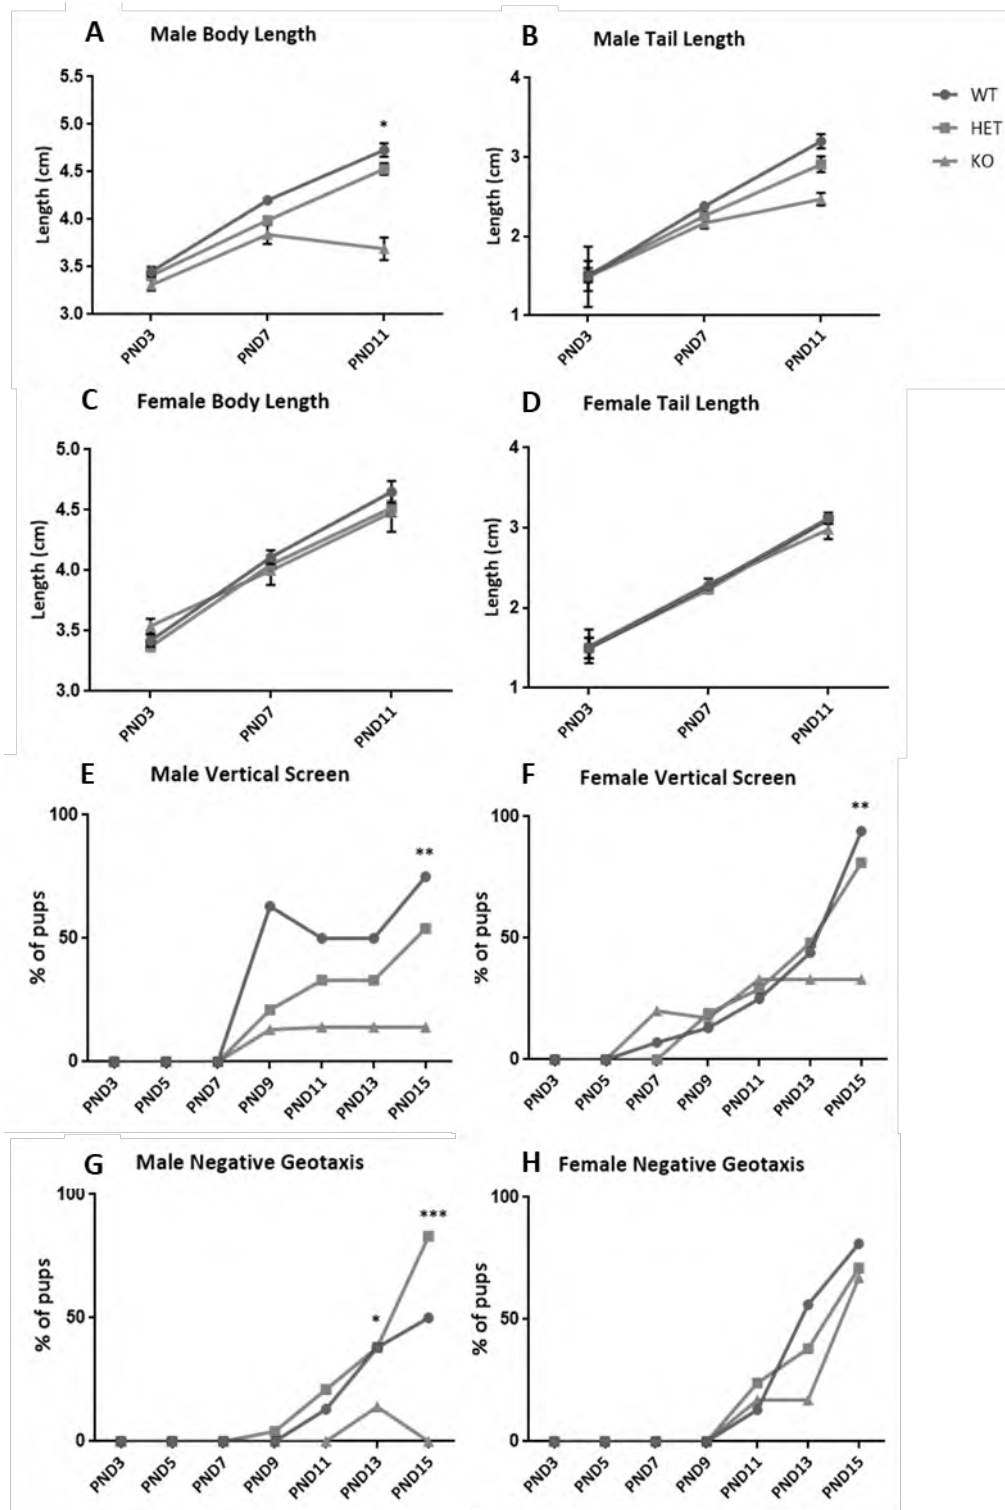 A Male Body Length
5.5
5.0
4.5
4.0
3.5
3.0
Length (cm)
*
PND3 PND7 PND11
B Male Tail Length
4
3
2
1
Length (cm)
PND3 PND7 PND11
WT
HET
KO
C Female Body Length
5.0
4.5
4.0
3.5
3.0
Length (cm)
PND3 PND7 PND11
D Female Tail Length
4
3
2
1
Length (cm)
PND3 PND7 PND11
E Male Vertical Screen
100
50
0
% of pups
**
PND3 PND5 PND7 PND9 PND11 PND13 PND15
F Female Vertical Screen
100
50
0
% of pups
**
PND3 PND5 PND7 PND9 PND11 PND13 PND15
G Male Negative Geotaxis
100
50
0
% of pups
*
***
PND3 PND5 PND7 PND9 PND11 PND13 PND15
H Female Negative Geotaxis
100
50
0
% of pups
PND3 PND5 PND7 PND9 PND11 PND13 PND15